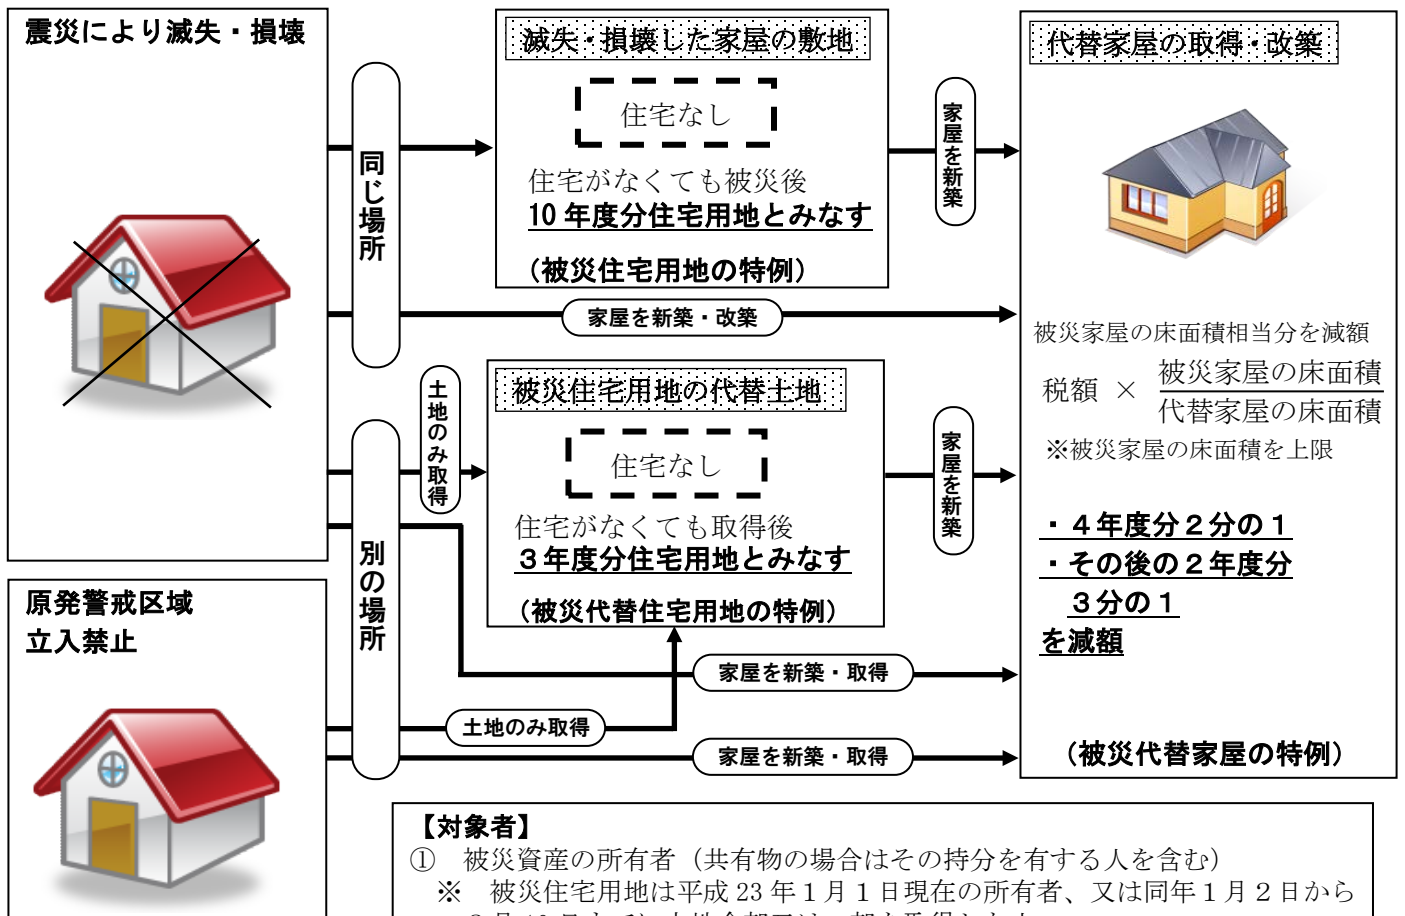 震災により滅失・損壊
同じ場所
滅失・損壊した家屋の敷地
住宅なし
住宅がなくても被災後
10年度分住宅用地とみなす
(被災住宅用地の特例)
家屋を新築
家屋を新築・改築
土地のみ取得
別の場所
被災住宅用地の代替土地
住宅なし
住宅がなくても取得後
3年度分住宅用地とみなす
(被災代替住宅用地の特例)
家屋を新築
家屋を新築・取得
代替家屋の取得・改築
被災家屋の床面積相当分を減額
税額 × 被災家屋の床面積
代替家屋の床面積
※被災家屋の床面積を上限
・4年度分2分の1
・その後の2年度分
3分の1
を減額
(被災代替家屋の特例)
原発警戒区域
立入禁止
土地のみ取得
家屋を新築・取得
【対象者】
① 被災資産の所有者(共有物の場合はその持分を有する人を含む)
※ 被災住宅用地は平成23年1月1日現在の所有者、又は同年1月2日から